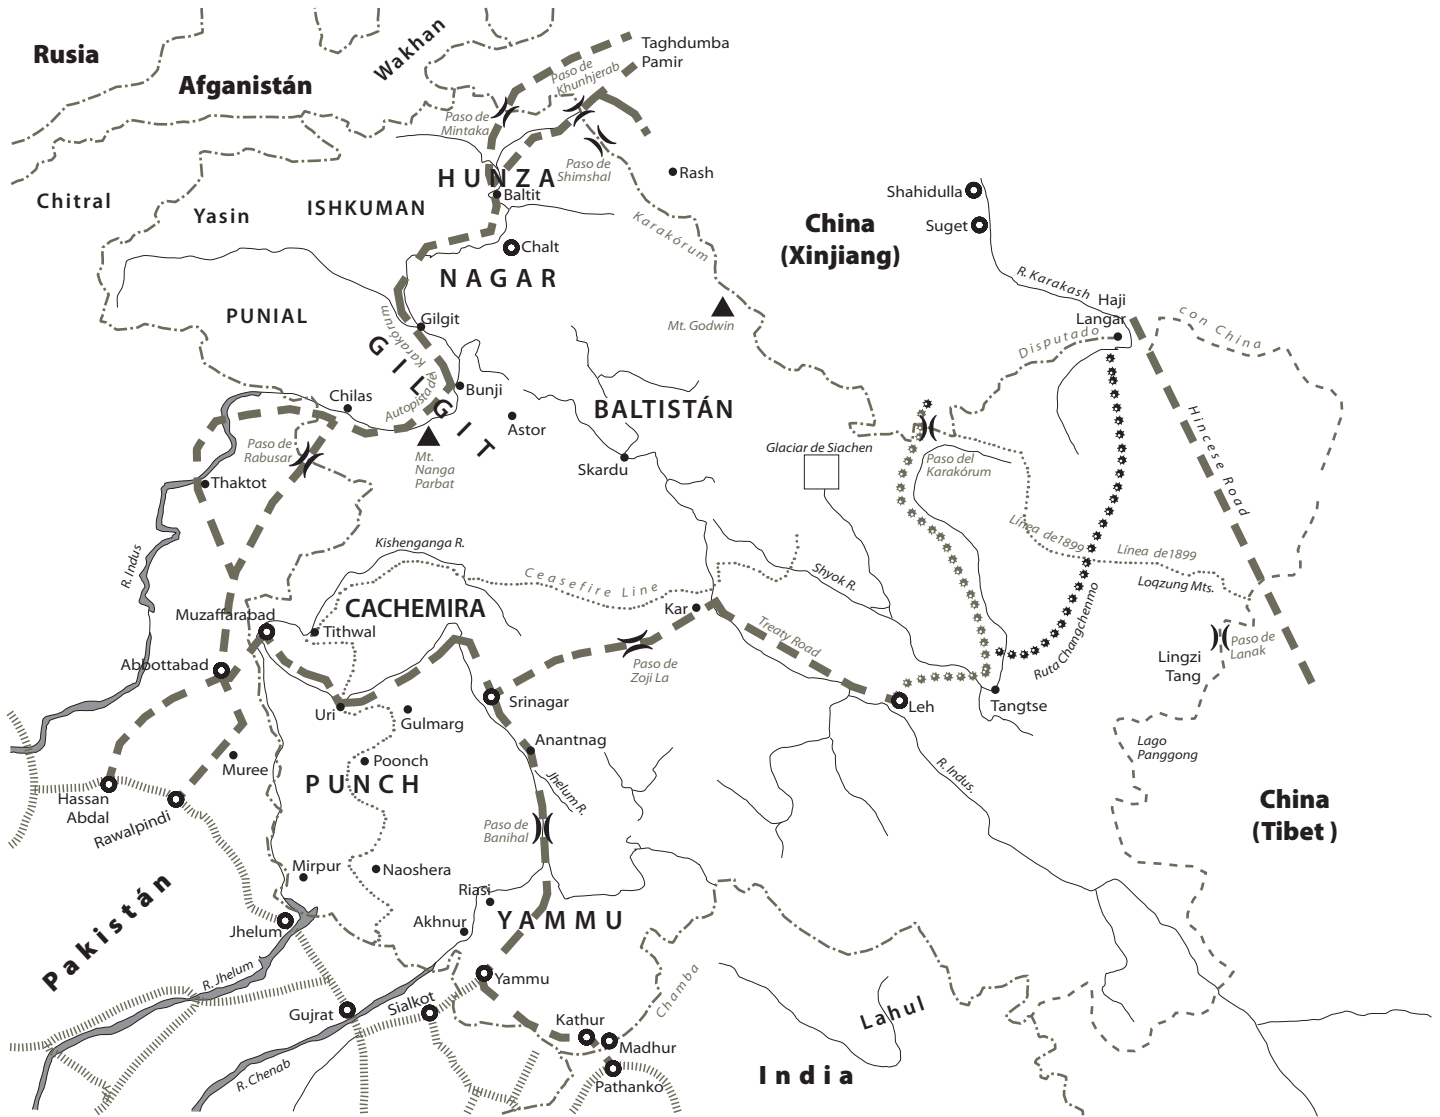 Rusia
Afganistán
Wakhan
Taghdumba
Pamir
Paso de
Khunhjerab
Paso de
Mintaka
Paso de
Shimshal
Rash
HUNZA
Baltit
Chitral
Yasin
ISHKUMAN
Karakórum
China
(Xinjiang)
Shahidulla
Suget
R. Karakash
Haji
Langar
con China
Disputado
Chalt
NAGAR
PUNIAL
Gilgit
GILGIT
Autopista del
Karakórum
Mt. Godwin
Chilas
Bunji
Astor
BALTISTÁN
Skardu
Mt.
Nanga
Parbat
Paso de
Rabusar
Thaktot
R. Indus
Glaciar de Siachen
Paso del
Karakórum
Hincese Road
Línea de1899
Línea de1899
Loqzung Mts.
Kishenganga R.
Ceasefire Line
Shyok R.
Muzaffarabad
CACHEMIRA
Tithwal
Kar
Treaty Road
Ruta Changchenmo
Paso de
Lanak
Lingzi
Tang
Abbottabad
Paso de
Zoji La
Srinagar
Uri
Gulmarg
Leh
Tangtse
Lago
Panggong
Anantnag
Muree
Poonch
PUNCH
Jhelum R.
R. Indus.
Hassan
Abdal
Rawalpindi
Paso de
Banihal
China
(Tibet )
Mirpur
Naoshera
Riasi
Pakistán
Akhnur
YAMMU
Jhelum
R. Jhelum
Yammu
Chamba
Gujrat
Sialkot
Kathur
Madhur
Lahul
R. Chenab
Pathanko
India